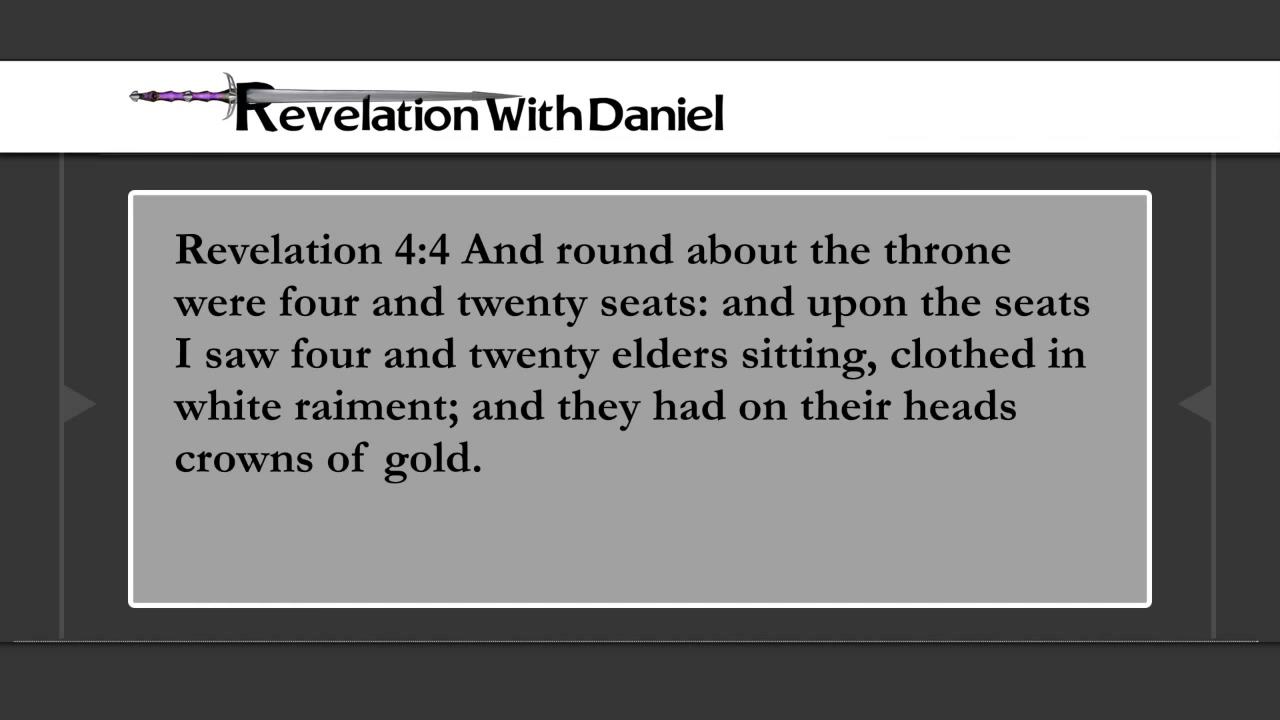 Revelation With Daniel
Revelation 4:4 And round about the throne
were four and twenty seats: and upon the seats
I saw four and twenty elders sitting, clothed in
white raiment; and they had on their heads
crowns of gold.